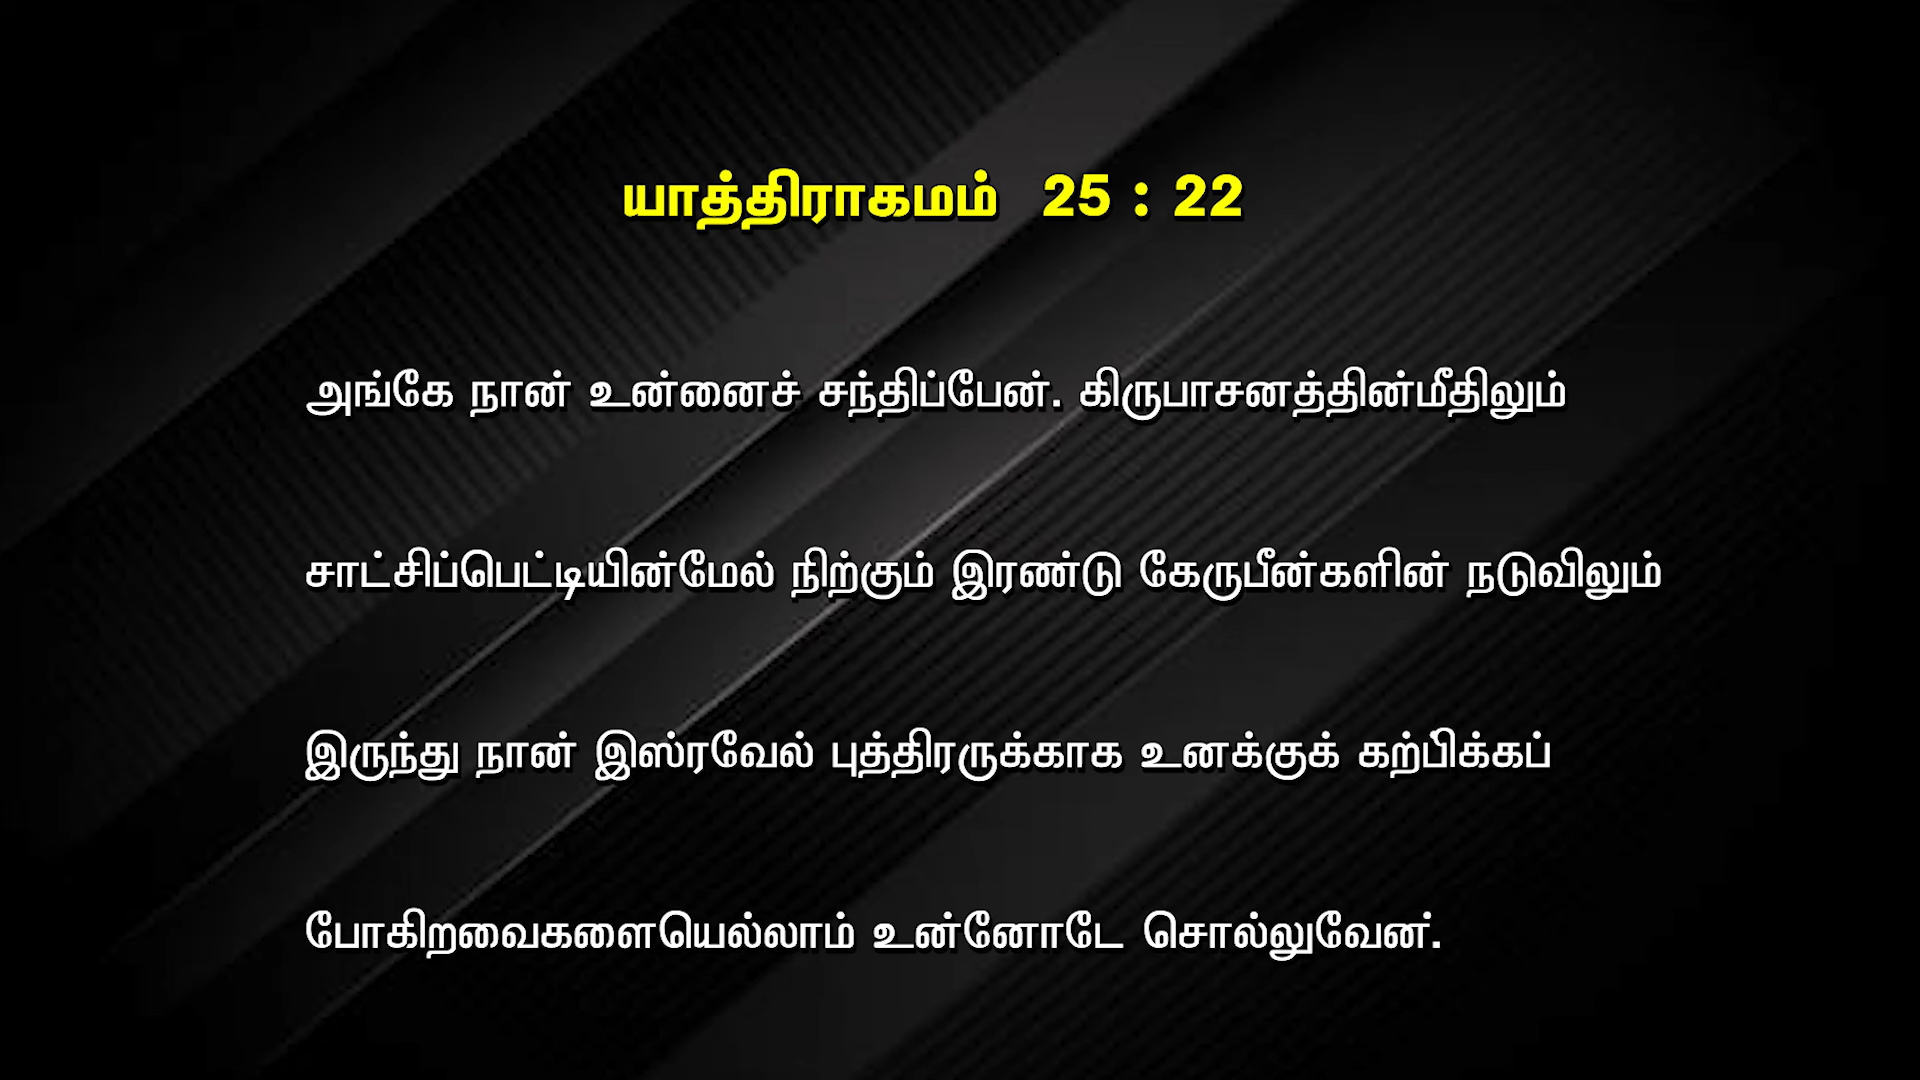 யாத்திராகமம் 25 : 22
அங்கே நான் உன்னைச் சந்திப்பேன். கிருபாசனத்தின்மீதிலும்
சாட்சிப்பெட்டியின்மேல் நிற்கும் இரண்டு கேருபீன்களின் நடுவிலும்
இருந்து நான் இஸ்ரவேல் புத்திரருக்காக உனக்குக் கற்பிக்கப்
போகிறவைகளையெல்லாம் உன்னோடே சொல்லுவேன்.